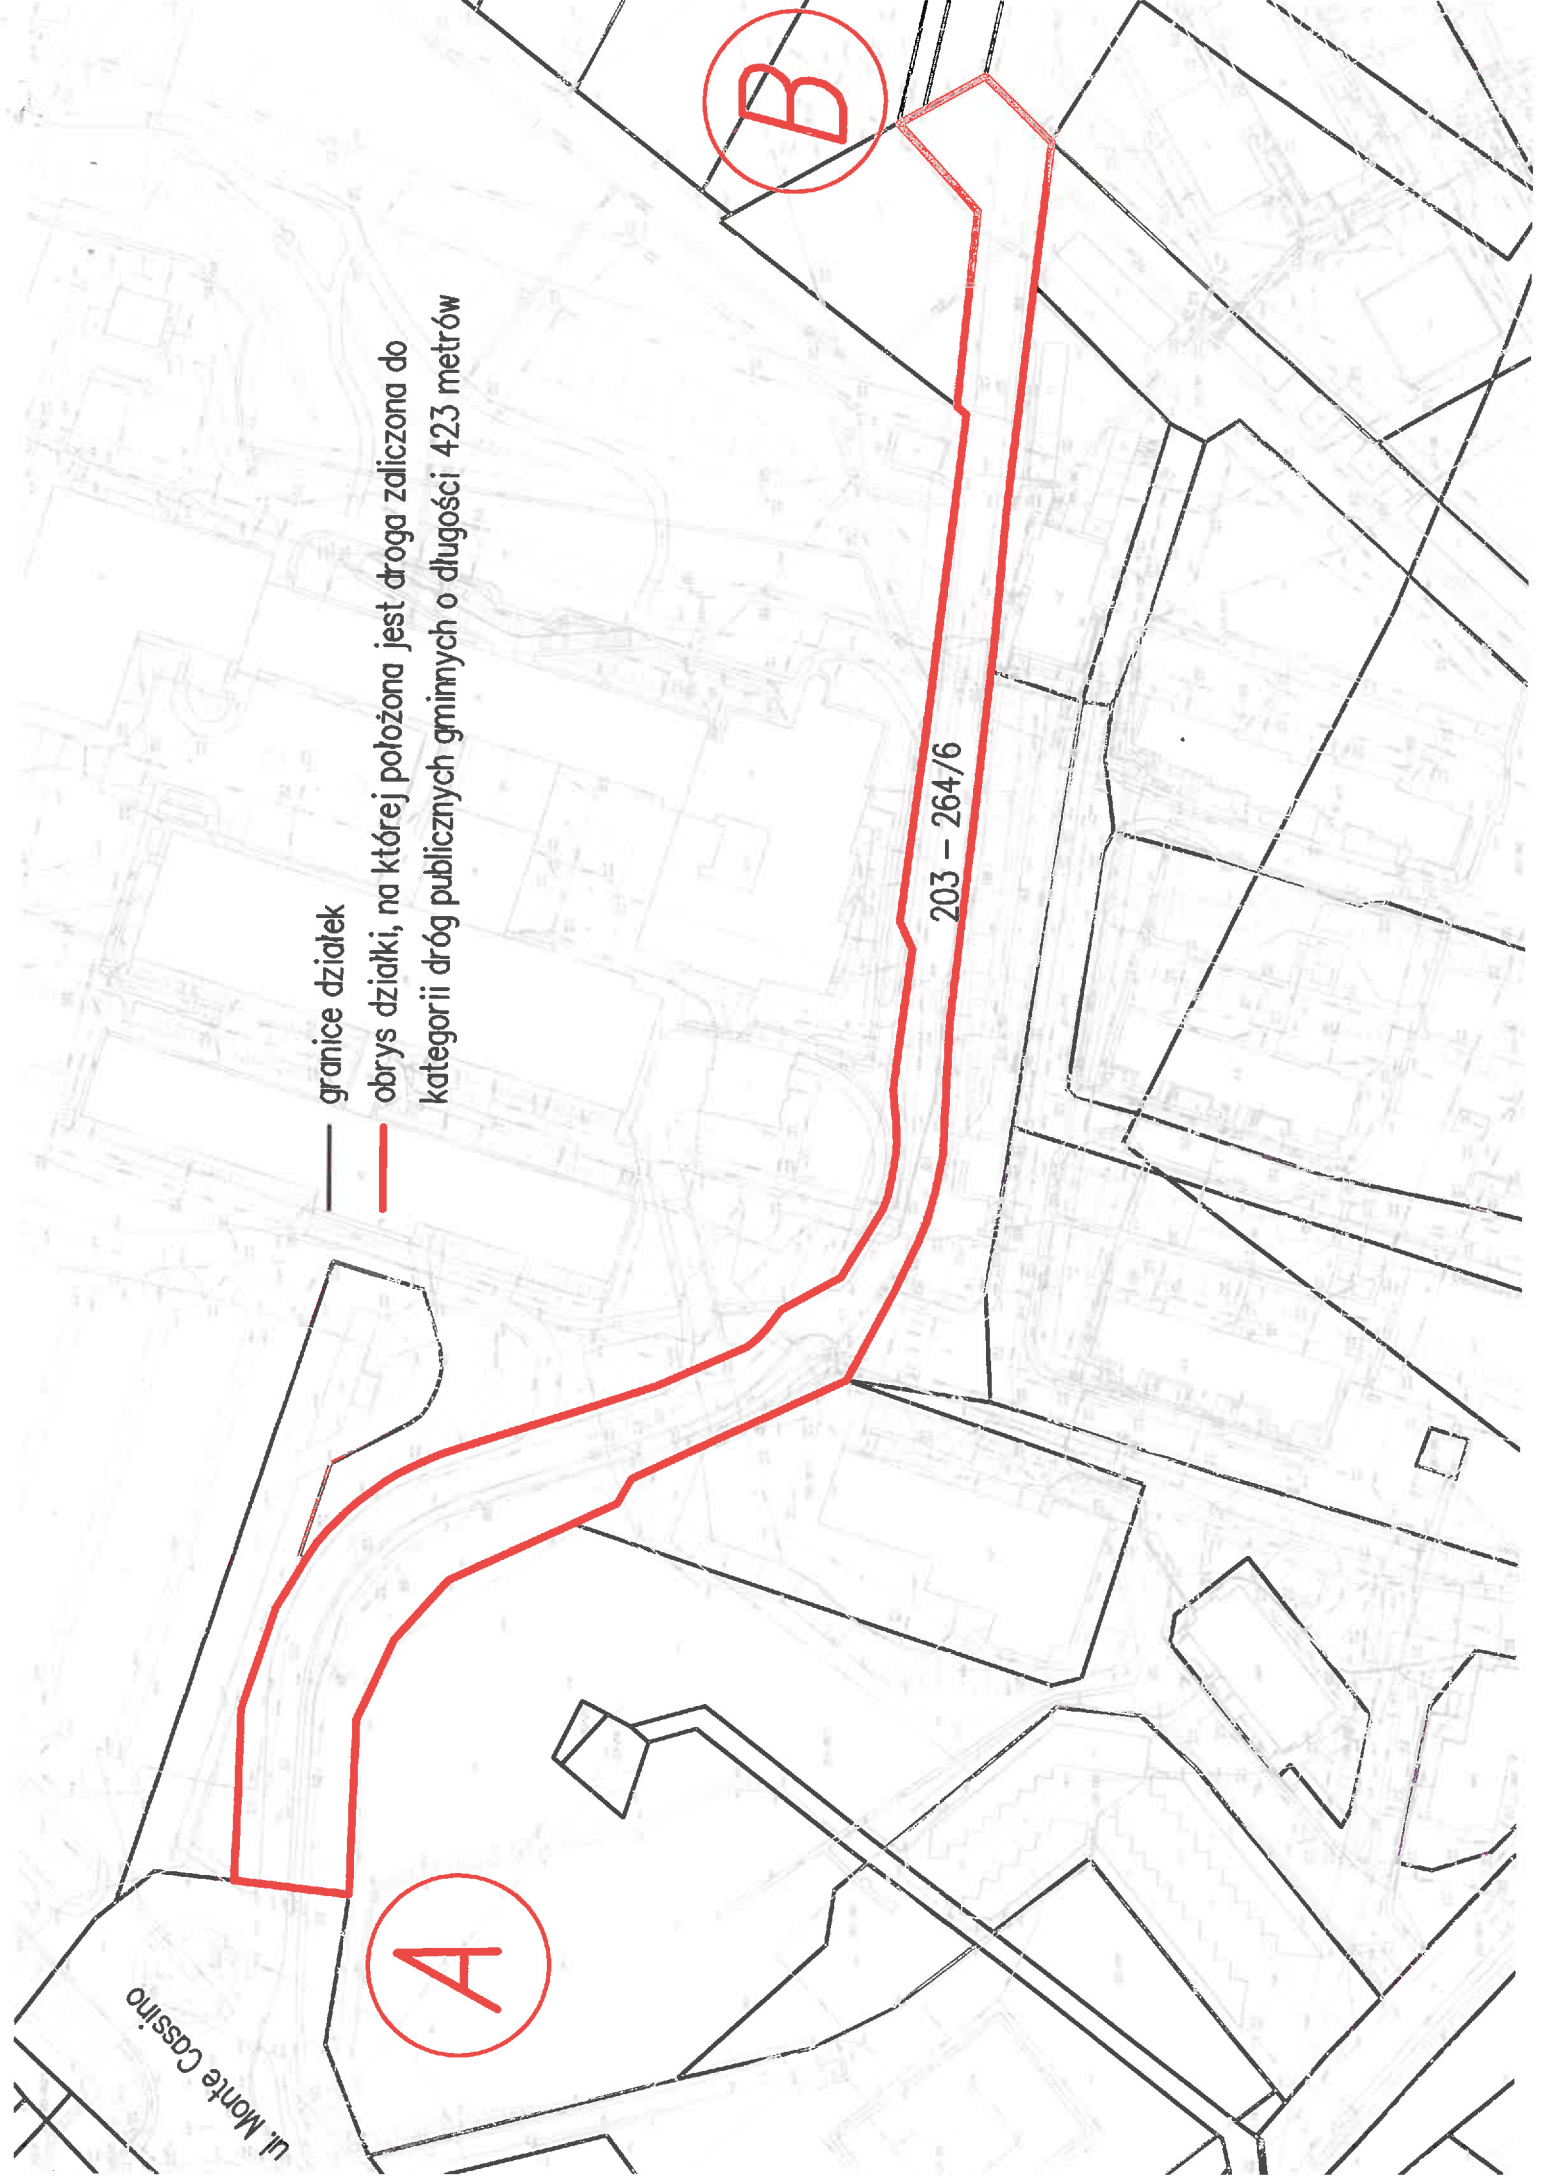 granice działek
obrys działki, na której położona jest droga zaliczona do
kategorii dróg publicznych gminnych o długości 423 metrów
ul. Monte Cassino
A
203 – 264/6
B